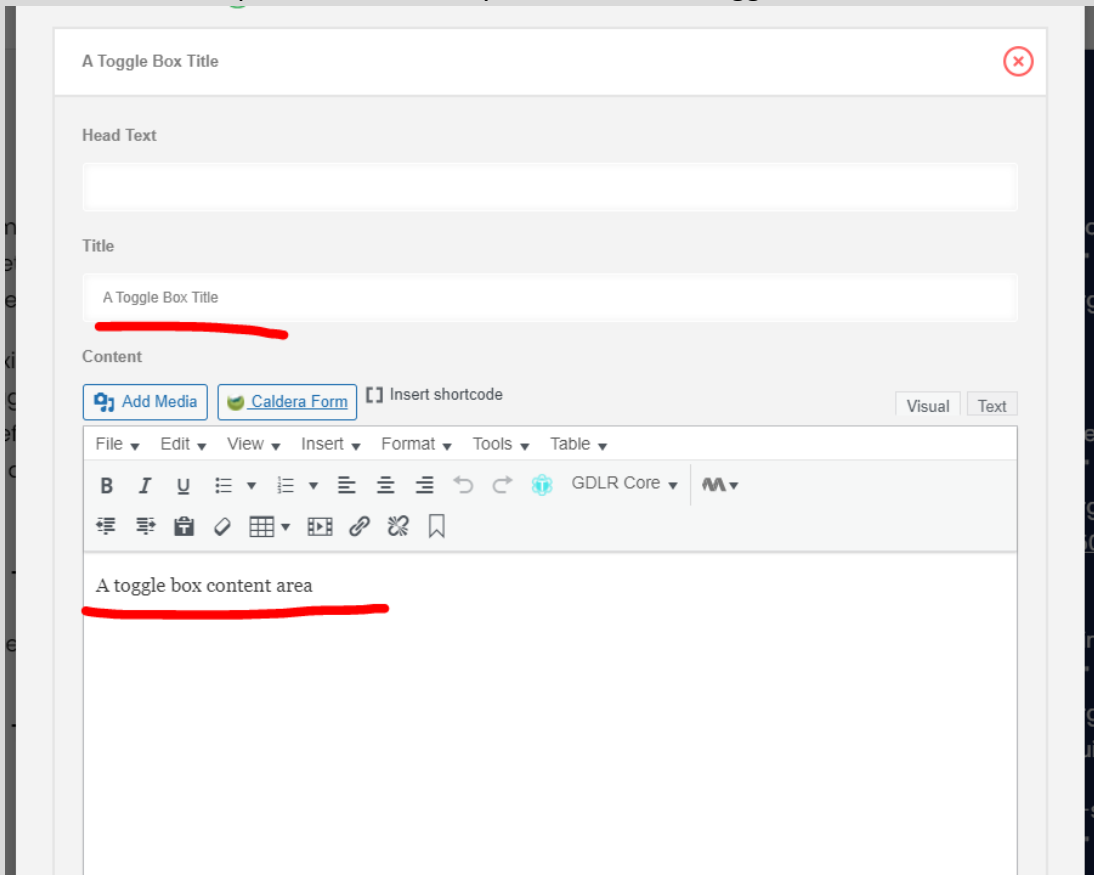 A Toggle Box Title
Head Text
Title
A Toggle Box Title
Content
Add Media Caldera Form [ ] Insert shortcode Visual Text
File Edit View Insert Format Tools Table
B I U GDLR Core
T
A toggle box content area